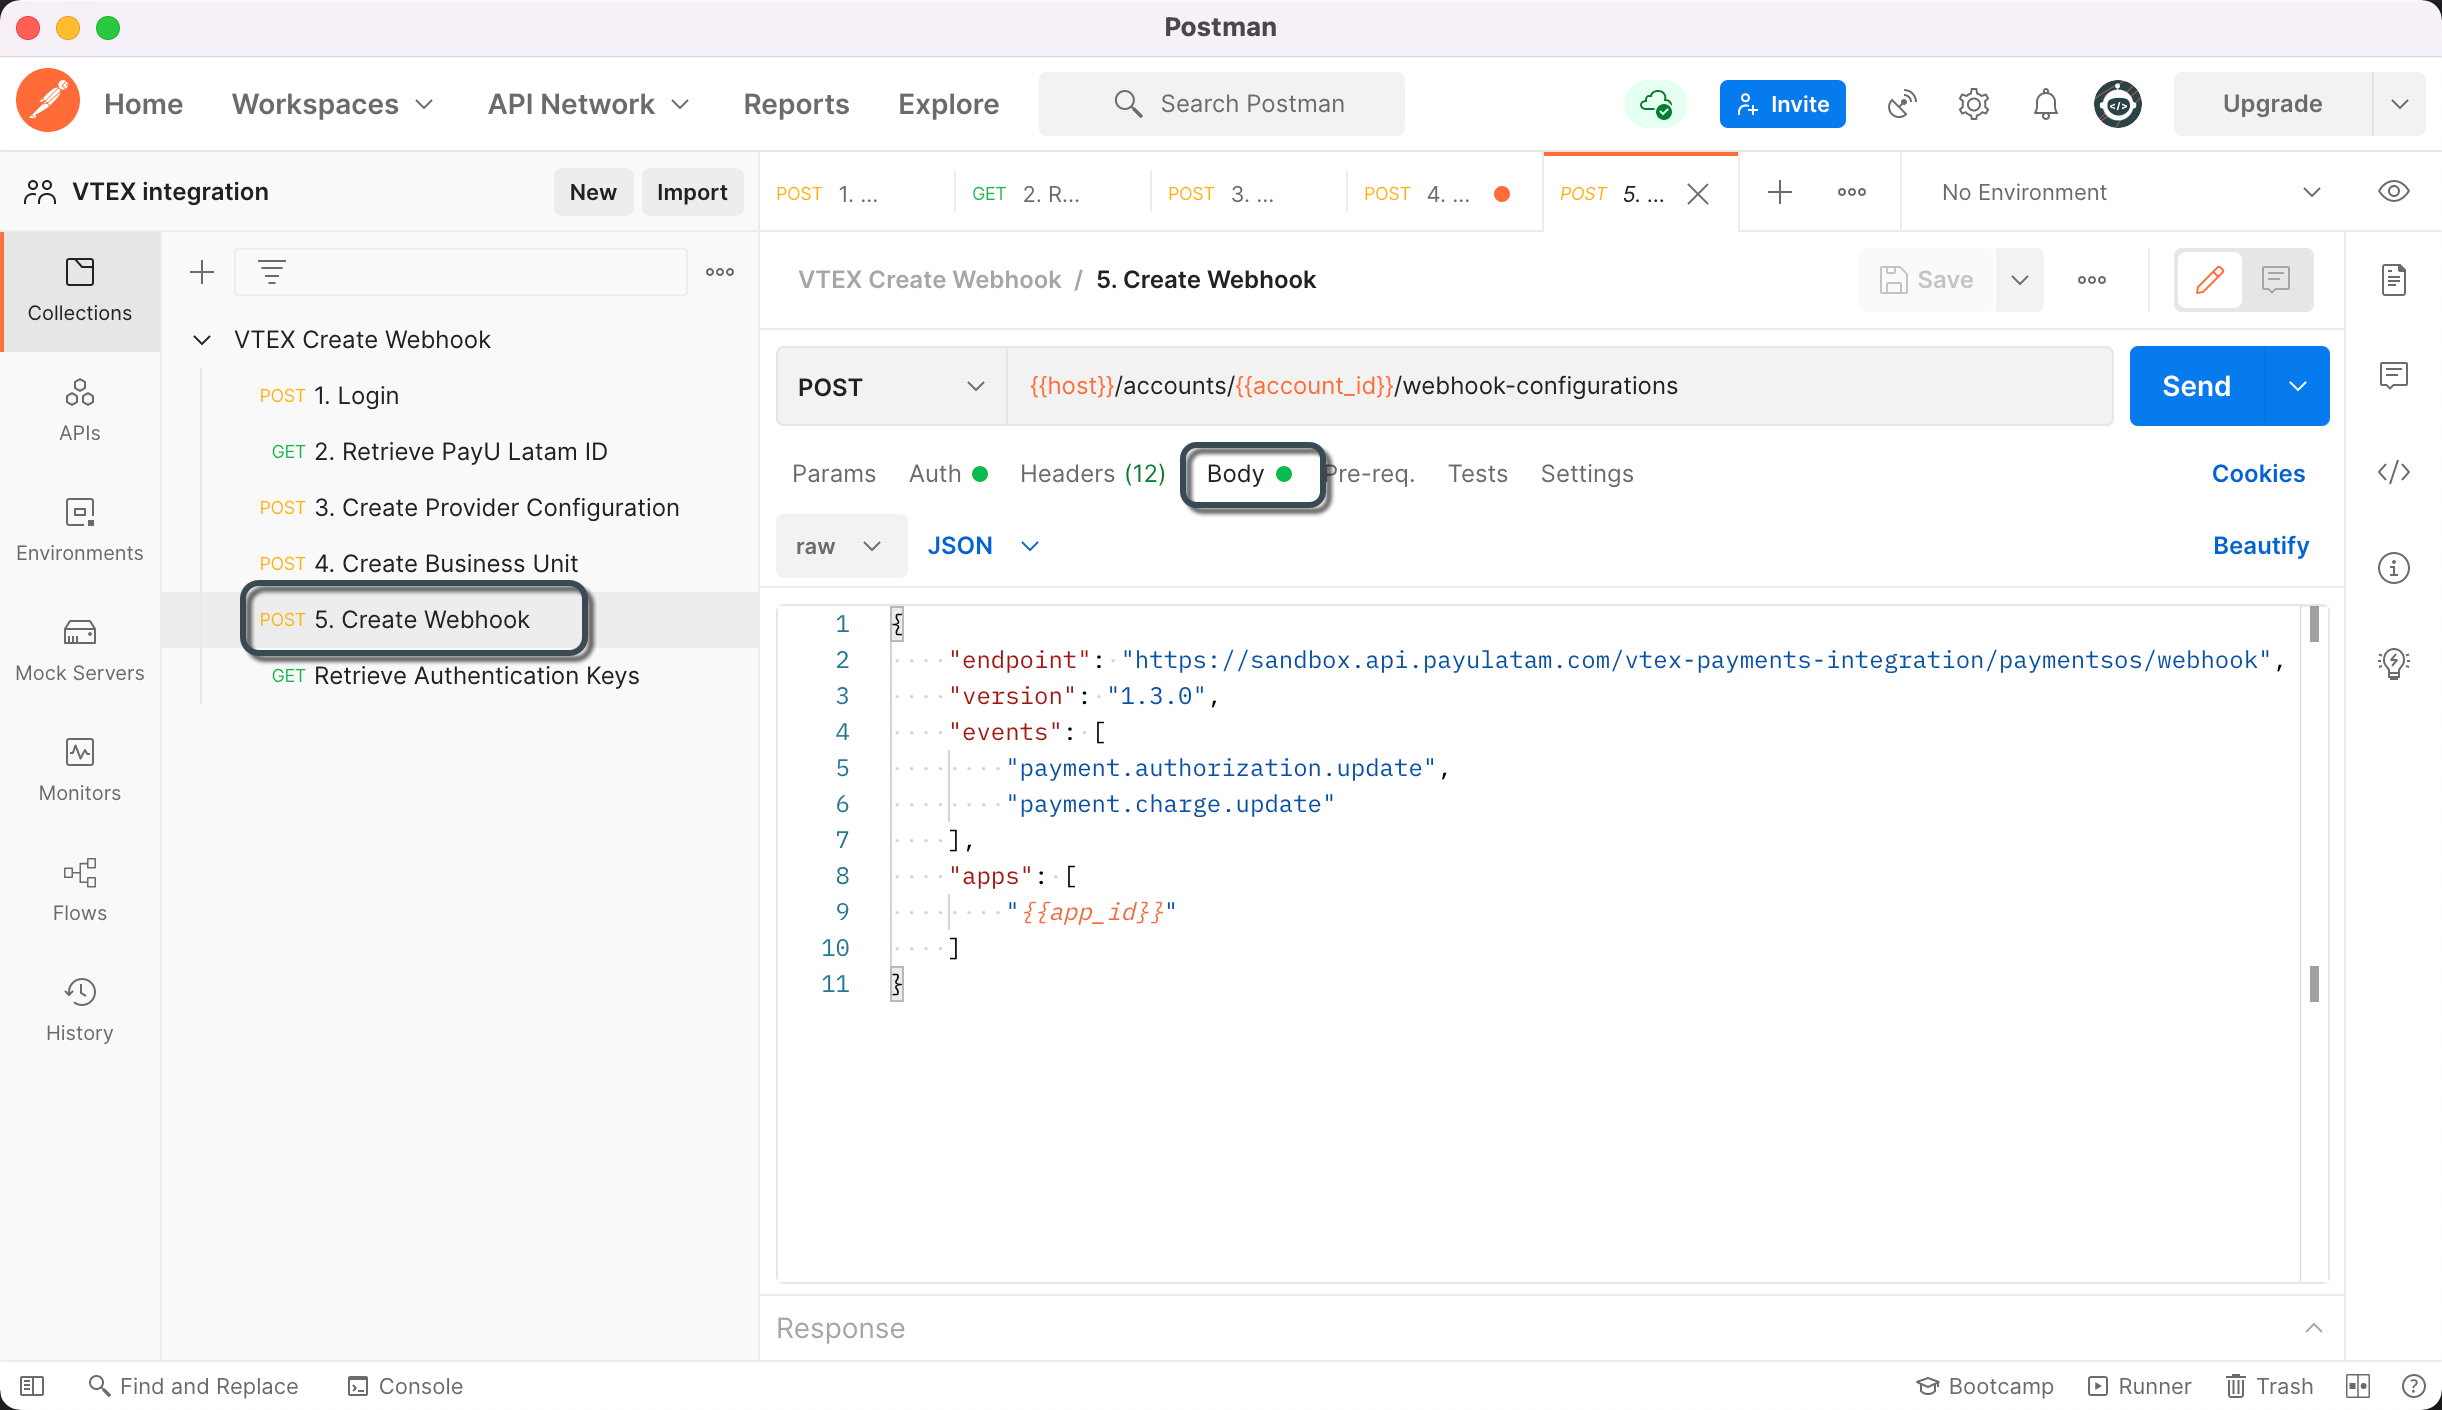 Postman
Home Workspaces API Network Reports Explore Search Postman Invite Upgrade
VTEX integration New Import
POST 1. ... GET 2. R... POST 3. ... POST 4. ... POST 5. ... No Environment
Collections
APIs
Environments
Mock Servers
Monitors
Flows
History
VTEX Create Webhook
POST 1. Login
GET 2. Retrieve PayU Latam ID
POST 3. Create Provider Configuration
POST 4. Create Business Unit
POST 5. Create Webhook
GET Retrieve Authentication Keys
VTEX Create Webhook / 5. Create Webhook Save
POST {{host}}/accounts/{{account_id}}/webhook-configurations Send
Params Auth Headers (12) Body Pre-req. Tests Settings Cookies
raw JSON Beautify
1 {
2 "endpoint": "https://sandbox.api.payulatam.com/vtex-payments-integration/paymentsos/webhook",
3 "version": "1.3.0",
4 "events": [
5 "payment.authorization.update",
6 "payment.charge.update"
7 ],
8 "apps": [
9 "{{app_id}}"
10 ]
11 }
Response
Find and Replace Console Bootcamp Runner Trash